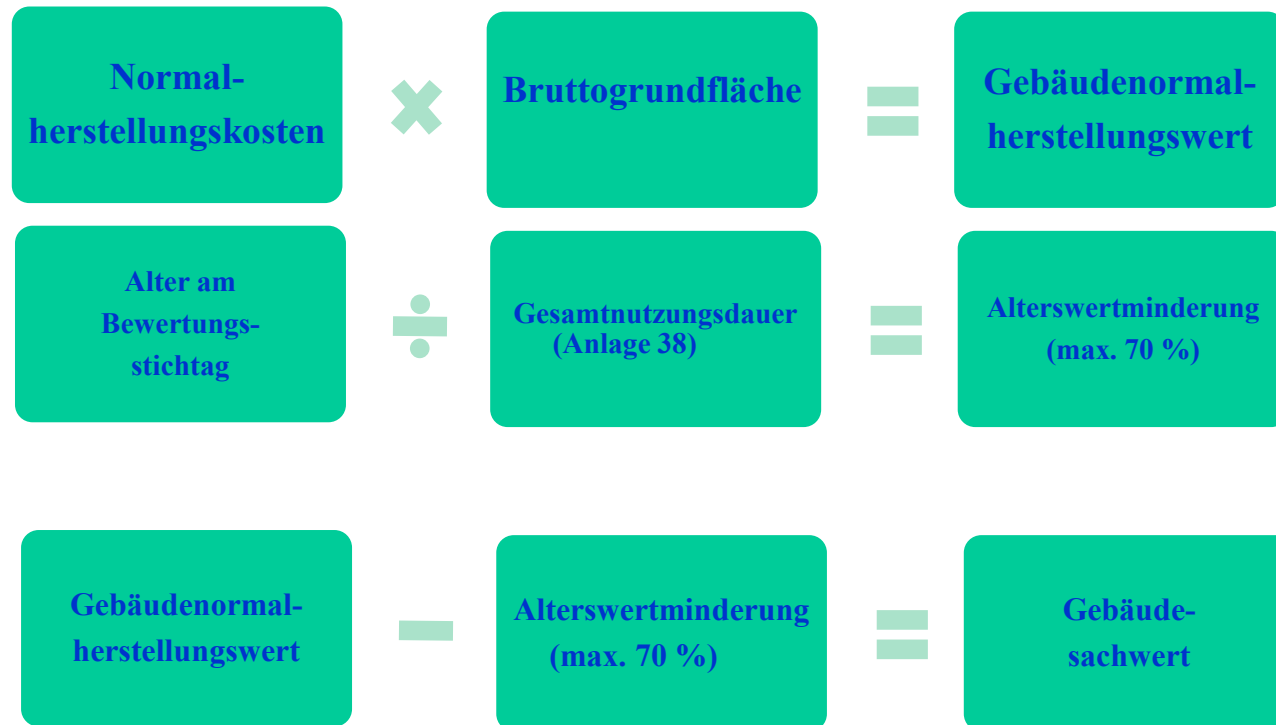 Normal-
herstellungskosten
Bruttogrundfläche
Gebäudenormal-
herstellungswert
Alter am
Bewertungs-
stichtag
Gesamtnutzungsdauer
(Anlage 38)
Alterswertminderung
(max. 70 %)
Gebäudenormal-
herstellungswert
Alterswertminderung
(max. 70 %)
Gebäude-
sachwert